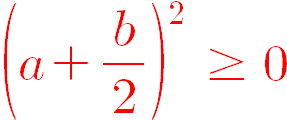 (a + b/2)² ≥ 0